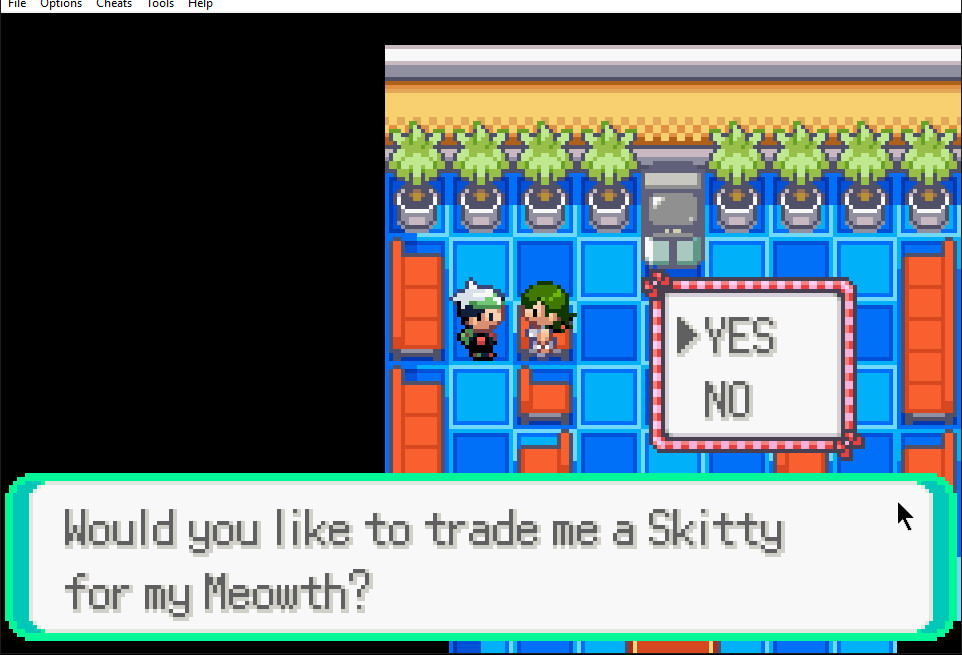 File Options Cheats Tools Help
YES
NO
Would you like to trade me a Skitty
for my Meowth?